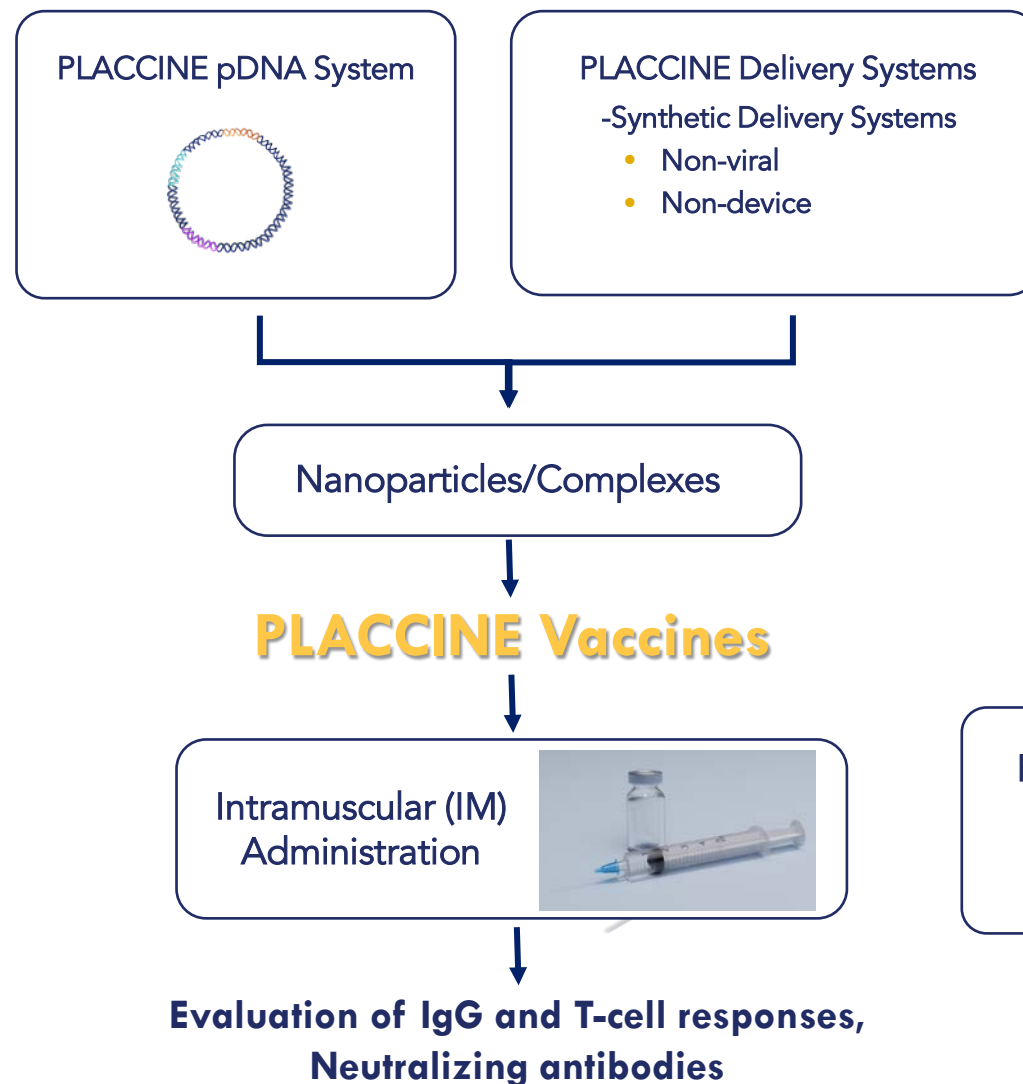 PLACCINE pDNA System
PLACCINE Delivery Systems
-Synthetic Delivery Systems
• Non-viral
• Non-device
Nanoparticles/Complexes
PLACCINE Vaccines
Intramuscular (IM)
Administration
Evaluation of IgG and T-cell responses,
Neutralizing antibodies